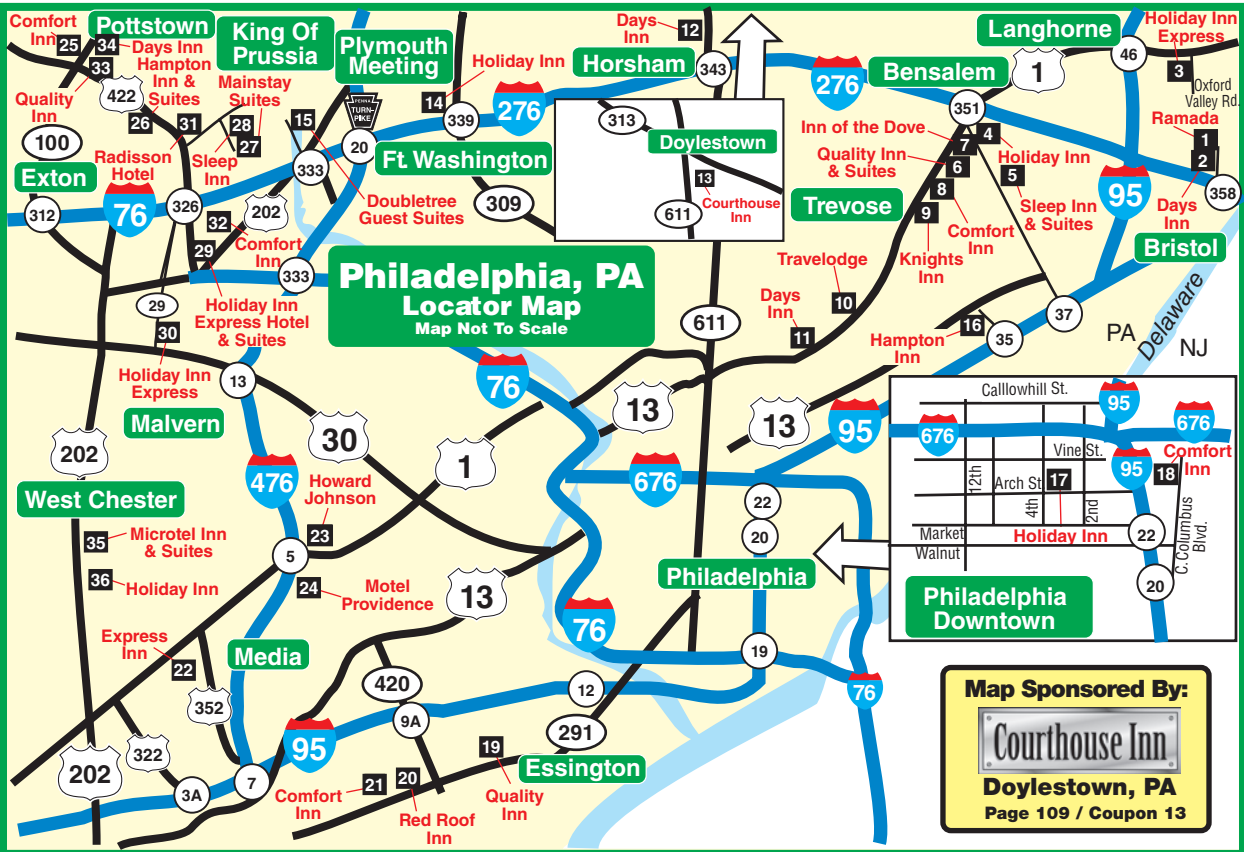 Comfort
Inn
25
Pottstown
34
Days Inn
33
Hampton
Inn &
Suites
Quality
Inn
422
26
31
King Of
Prussia
Mainstay
Suites
28
27
Sleep
Inn
Radisson
Hotel
Plymouth
Meeting
PENNA
TURN-
PIKE
20
15
333
Doubletree
Guest Suites
14
Holiday Inn
339
276
Ft. Washington
309
Days
Inn
12
Horsham
343
313
Doylestown
13
Courthouse
Inn
611
276
Bensalem
351
1
Langhorne
46
Holiday Inn
Express
3
Oxford
Valley Rd.
Ramada
1
2
Days
Inn
358
Inn of the Dove
7
4
Holiday Inn
Quality Inn
& Suites
6
5
Sleep Inn
& Suites
8
Comfort
Inn
9
Knights
Inn
Trevose
95
Bristol
100
Exton
312
76
326
202
32
Comfort
Inn
29
Holiday Inn
Express Hotel
& Suites
333
29
30
Holiday Inn
Express
Philadelphia, PA
Locator Map
Map Not To Scale
611
Travelodge
10
Days
Inn
11
Hampton
Inn
16
35
37
PA
Delaware
NJ
13
Malvern
30
76
13
13
95
202
476
1
676
22
20
West Chester
Howard
Johnson
23
5
35
Microtel Inn
& Suites
36
Holiday Inn
24
Motel
Providence
13
Philadelphia
76
Express
Inn
22
Media
352
420
12
19
76
322
202
3A
7
95
9A
291
19
Quality
Inn
Essington
Comfort
Inn
21
20
Red Roof
Inn
Calllowhill St.
95
676
676
Vine St.
95
Comfort
Inn
18
12th
Arch St.
17
4th
2nd
Market
Holiday Inn
22
Walnut
C. Columbus
Blvd.
20
Philadelphia
Downtown
Map Sponsored By:
Courthouse Inn
Doylestown, PA
Page 109 / Coupon 13